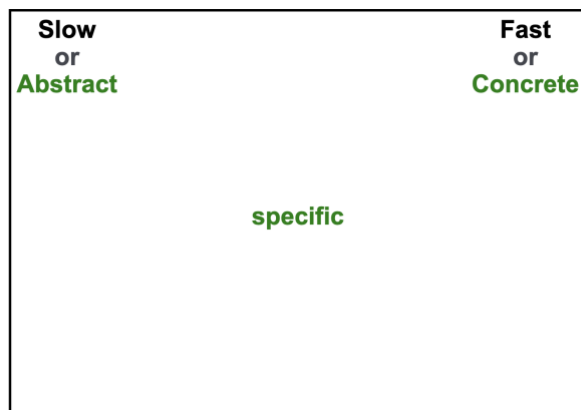 Slow
or
Abstract
Fast
or
Concrete
specific